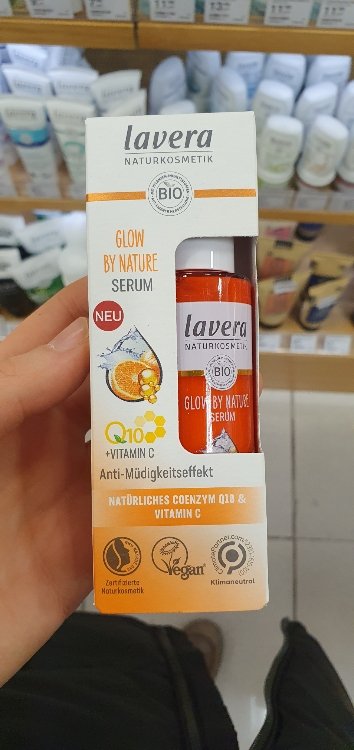 lavera
NATURKOSMETIK
BIO
GLOW
BY NATURE
SERUM
NEU
lavera
NATURKOSMETIK
BIO
GLOW BY NATURE
SERUM
Q10
+VITAMIN C
Anti-Müdigkeitseffekt
NATÜRLICHES COENZYM Q10 &
VITAMIN C
Vegan
Zertifizierte
Naturkosmetik
Klimaneutral